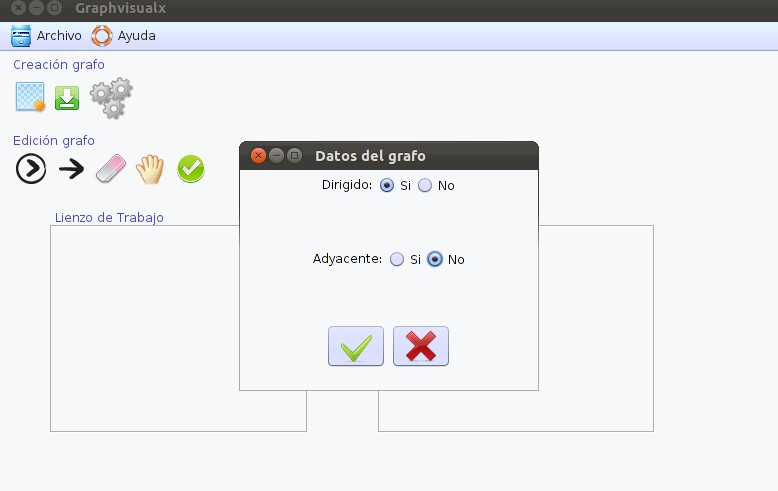 Graphvisualx
Archivo Ayuda
Creación grafo
Edición grafo
Datos del grafo
Dirigido: Si No
Lienzo de Trabajo
Adyacente: Si No